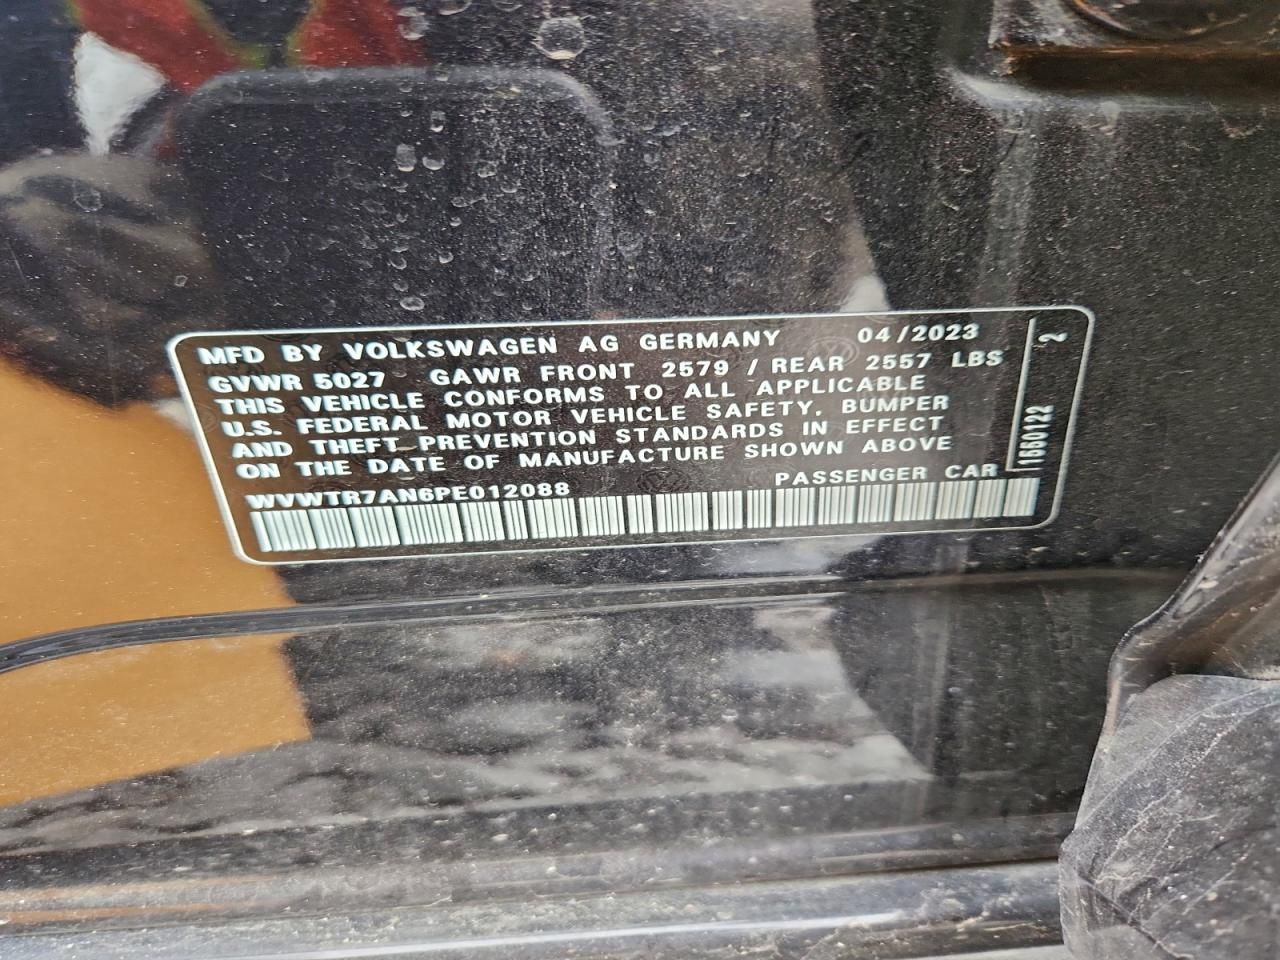 MFD BY VOLKSWAGEN AG GERMANY 04/2023
GVWR 5027 GAWR FRONT 2579 / REAR 2557 LBS
THIS VEHICLE CONFORMS TO ALL APPLICABLE
U.S. FEDERAL MOTOR VEHICLE SAFETY, BUMPER
AND THEFT PREVENTION STANDARDS IN EFFECT
ON THE DATE OF MANUFACTURE SHOWN ABOVE
WVWTR7AN6PE012088 PASSENGER CAR
1560122 2